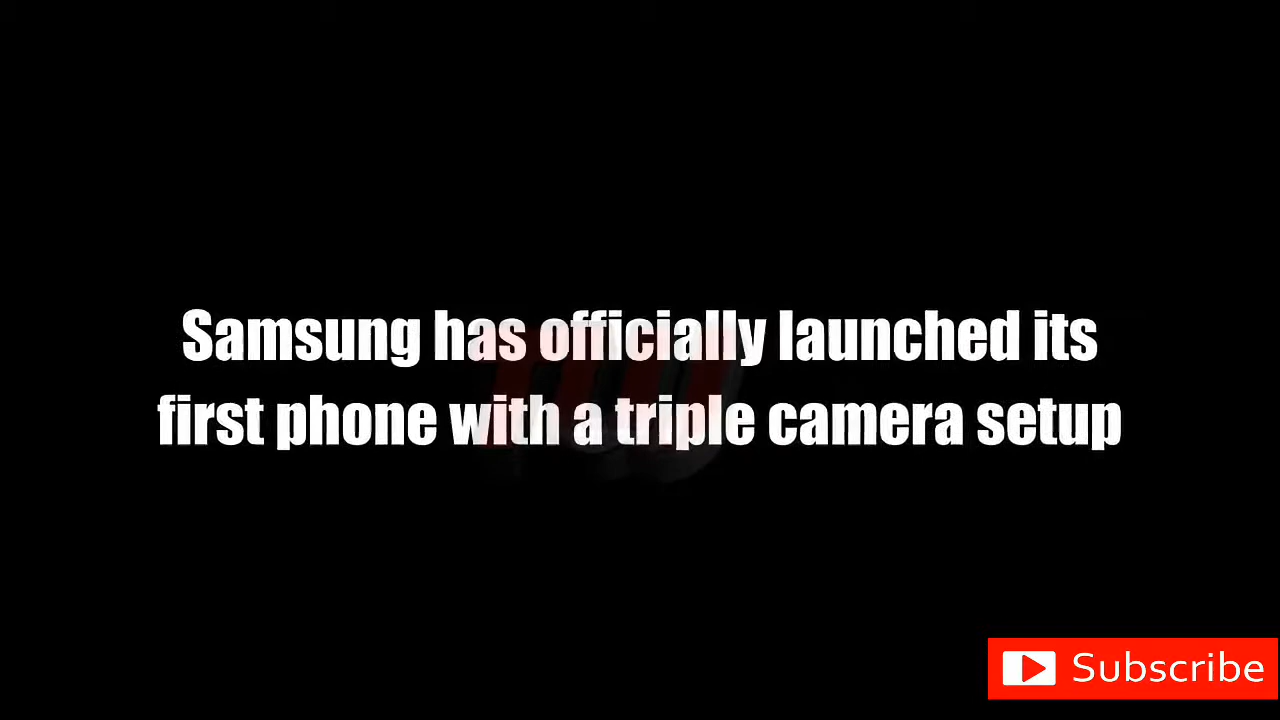 Samsung has officially launched its
first phone with a triple camera setup
Subscribe